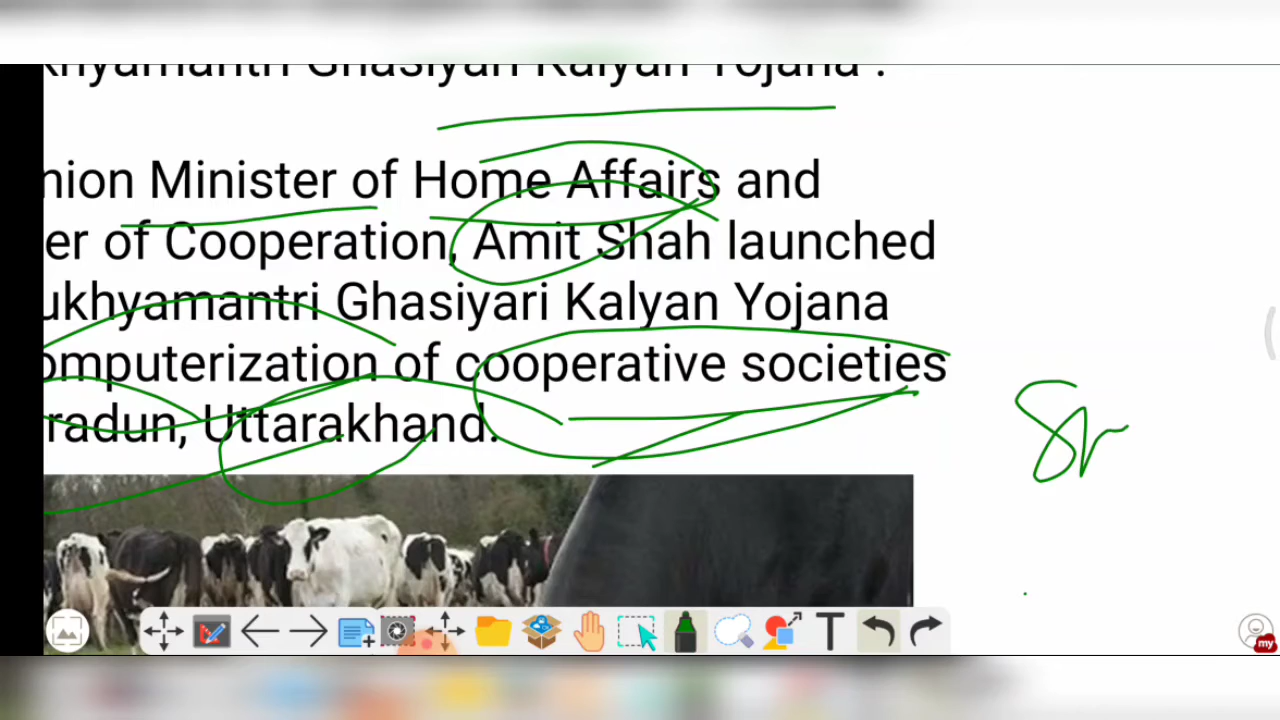 khyamantri Ghasiyari Kalyan Yojana .
nion Minister of Home Affairs and
er of Cooperation, Amit Shah launched
ukhyamantri Ghasiyari Kalyan Yojana
omputerization of cooperative societies
radun, Uttarakhand.
T
my